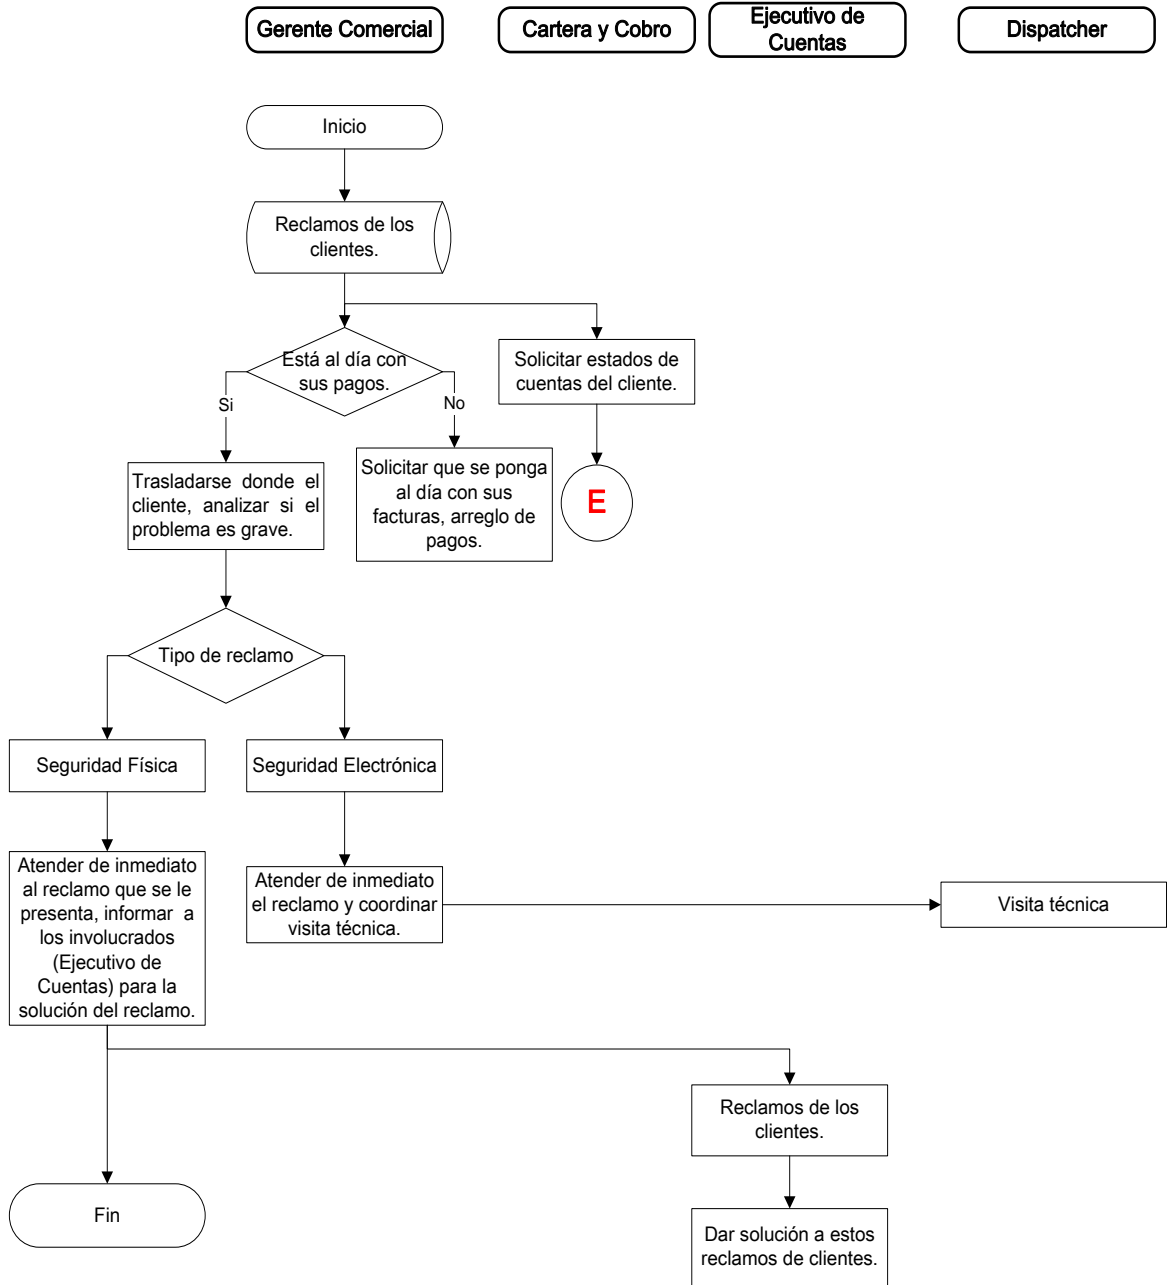 Gerente Comercial
Cartera y Cobro
Ejecutivo de
Cuentas
Dispatcher
Inicio
Reclamos de los
clientes.
Está al día con
sus pagos.
Solicitar estados de
cuentas del cliente.
Si
No
Trasladarse donde el
cliente, analizar si el
problema es grave.
Solicitar que se ponga
al día con sus
facturas, arreglo de
pagos.
E
Tipo de reclamo
Seguridad Física
Seguridad Electrónica
Atender de inmediato
al reclamo que se le
presenta, informar a
los involucrados
(Ejecutivo de
Cuentas) para la
solución del reclamo.
Atender de inmediato
el reclamo y coordinar
visita técnica.
Visita técnica
Reclamos de los
clientes.
Fin
Dar solución a estos
reclamos de clientes.